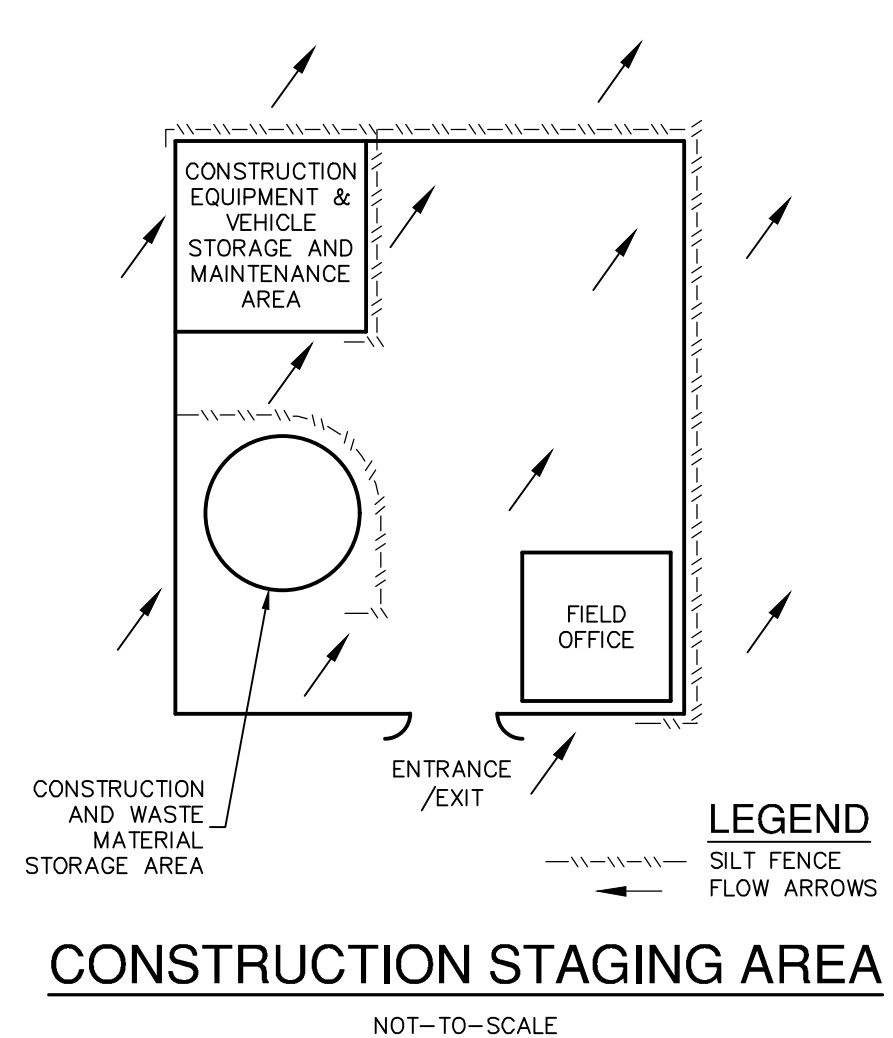 CONSTRUCTION
EQUIPMENT &
VEHICLE
STORAGE AND
MAINTENANCE
AREA
FIELD
OFFICE
ENTRANCE
/EXIT
CONSTRUCTION
AND WASTE
MATERIAL
STORAGE AREA
LEGEND
SILT FENCE
FLOW ARROWS
CONSTRUCTION STAGING AREA
NOT-TO-SCALE